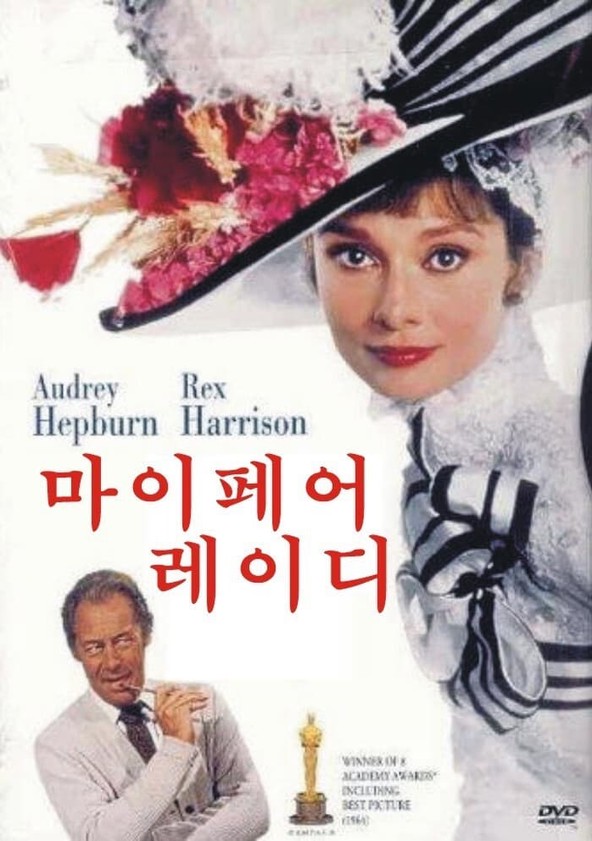 Audrey Rex
Hepburn Harrison
마이페어
레이디
WINNER OF 8
ACADEMY AWARDS®
INCLUDING
BEST PICTURE
(1964)
DVD
VIDEO